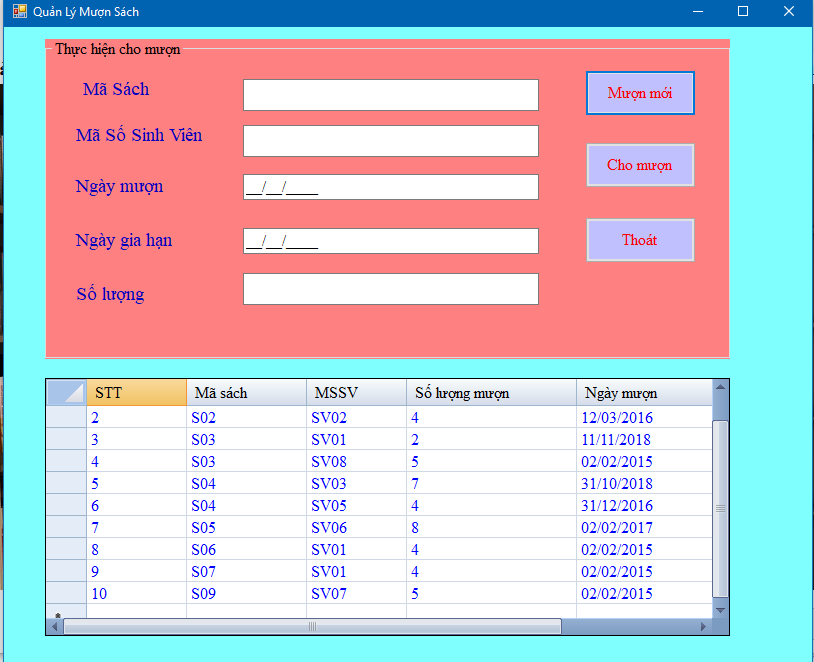 Quản Lý Mượn Sách
Thực hiện cho mượn
Mã Sách
Mượn mới
Mã Số Sinh Viên
Cho mượn
Ngày mượn __/__/____
Ngày gia hạn __/__/____
Thoát
Số lượng
STT Mã sách MSSV Số lượng mượn Ngày mượn
2 S02 SV02 4 12/03/2016
3 S03 SV01 2 11/11/2018
4 S03 SV08 5 02/02/2015
5 S04 SV03 7 31/10/2018
6 S04 SV05 4 31/12/2016
7 S05 SV06 8 02/02/2017
8 S06 SV01 4 02/02/2015
9 S07 SV01 4 02/02/2015
10 S09 SV07 5 02/02/2015